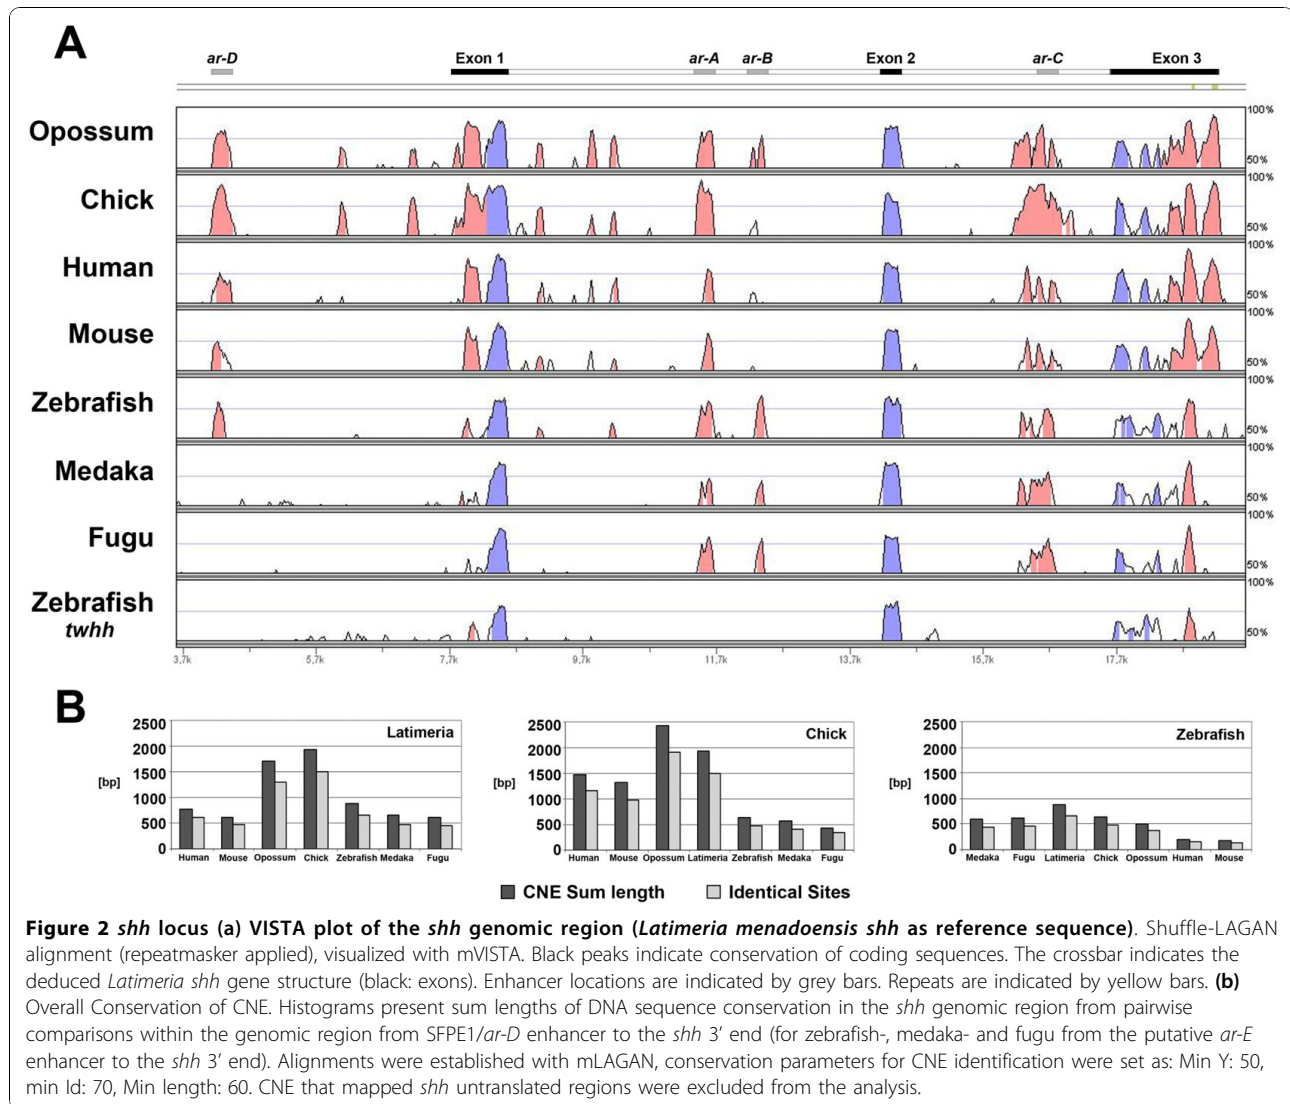 A
ar-D Exon 1 ar-A ar-B Exon 2 ar-C Exon 3
Opossum 100% 50%
Chick 100% 50%
Human 100% 50%
Mouse 100% 50%
Zebrafish 100% 50%
Medaka 100% 50%
Fugu 100% 50%
Zebrafish twhh 100% 50%
3,7k 5,7k 7,7k 9,7k 11,7k 13,7k 15,7k 17,7k
B
Latimeria
[bp]
2500
2000
1500
1000
500
0
Human Mouse Opossum Chick Zebrafish Medaka Fugu
Chick
[bp]
2500
2000
1500
1000
500
0
Human Mouse Opossum Latimeria Zebrafish Medaka Fugu
Zebrafish
[bp]
2500
2000
1500
1000
500
0
Medaka Fugu Latimeria Chick Opossum Human Mouse
CNE Sum length Identical Sites
Figure 2 shh locus (a) VISTA plot of the shh genomic region (Latimeria menadoensis shh as reference sequence). Shuffle-LAGAN
alignment (repeatmasker applied), visualized with mVISTA. Black peaks indicate conservation of coding sequences. The crossbar indicates the
deduced Latimeria shh gene structure (black: exons). Enhancer locations are indicated by grey bars. Repeats are indicated by yellow bars. (b)
Overall Conservation of CNE. Histograms present sum lengths of DNA sequence conservation in the shh genomic region from pairwise
comparisons within the genomic region from SFPE1/ar-D enhancer to the shh 3' end (for zebrafish-, medaka- and fugu from the putative ar-E
enhancer to the shh 3' end). Alignments were established with mLAGAN, conservation parameters for CNE identification were set as: Min Y: 50,
min Id: 70, Min length: 60. CNE that mapped shh untranslated regions were excluded from the analysis.